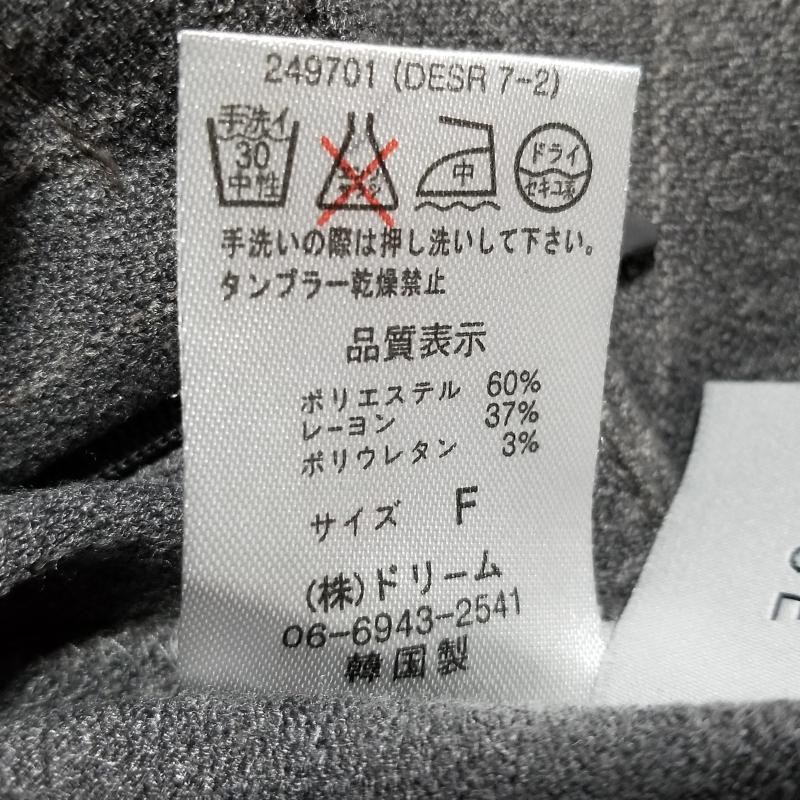 249701 (DESR 7-2)
手洗イ
30
中性
中
ドライ
セキユ系
手洗いの際は押し洗いして下さい。
タンブラー乾燥禁止
品質表示
ポリエステル 60%
レーヨン 37%
ポリウレタン 3%
サイズ F
(株)ドリーム
06-6943-2541
韓国製